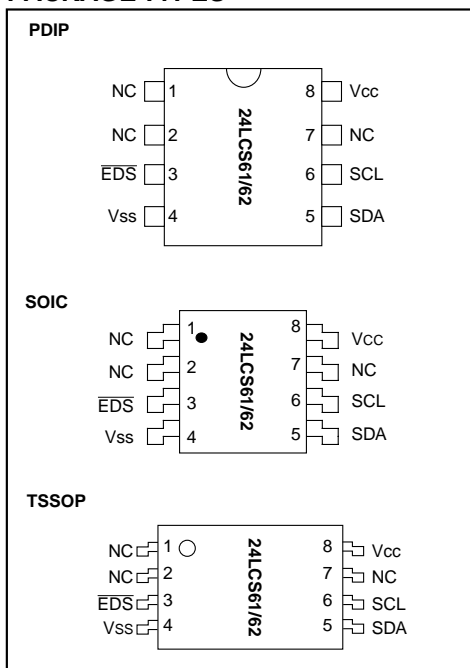 PACKAGE TYPES
PDIP
NC 1 8 Vcc
NC 2 7 NC
EDS 3 6 SCL
Vss 4 5 SDA
24LCS61/62
SOIC
NC 1 8 Vcc
NC 2 7 NC
EDS 3 6 SCL
Vss 4 5 SDA
24LCS61/62
TSSOP
NC 1 8 Vcc
NC 2 7 NC
EDS 3 6 SCL
Vss 4 5 SDA
24LCS61/62